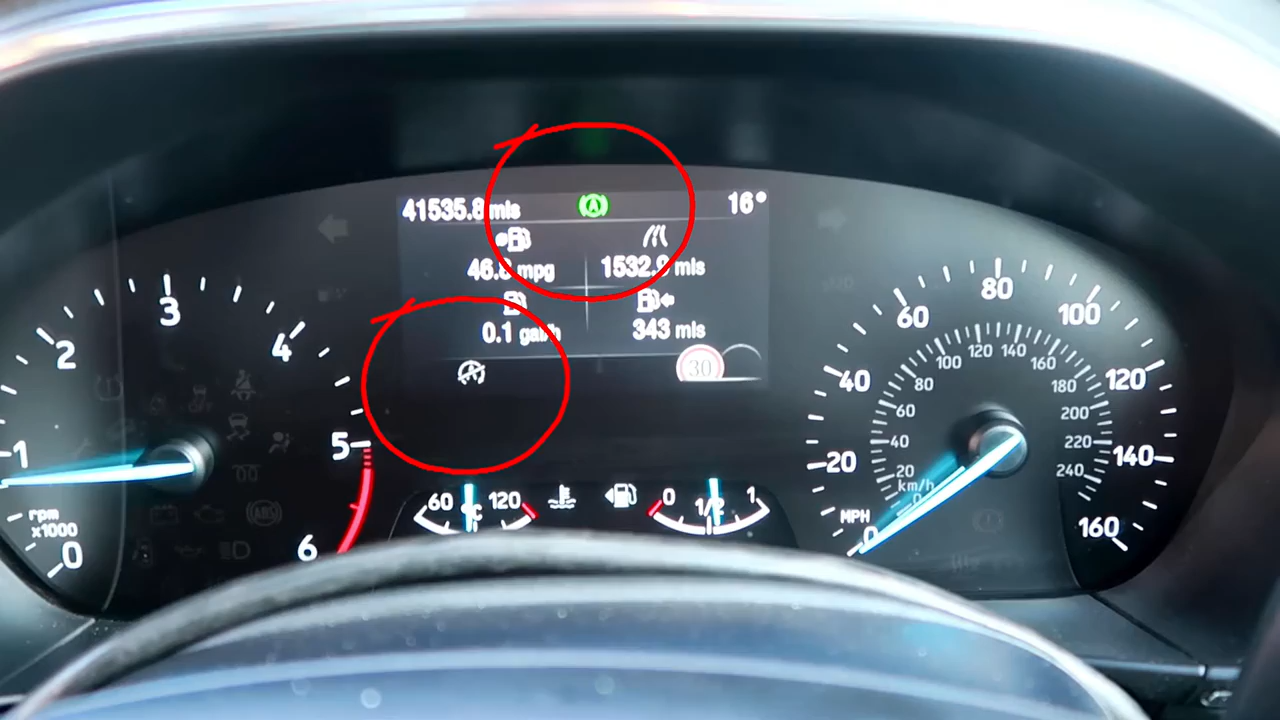 41535.8 mls
A
16°
46.8 mpg
1532.9 mls
0.1 gal/h
343 mls
A
30
0
1
2
3
4
5
6
rpm
x1000
60
°C
120
0
1/2
1
0
20
40
60
80
100
120
140
160
MPH
km/h
0
20
40
60
80
100
120
140
160
180
200
220
240
ABS